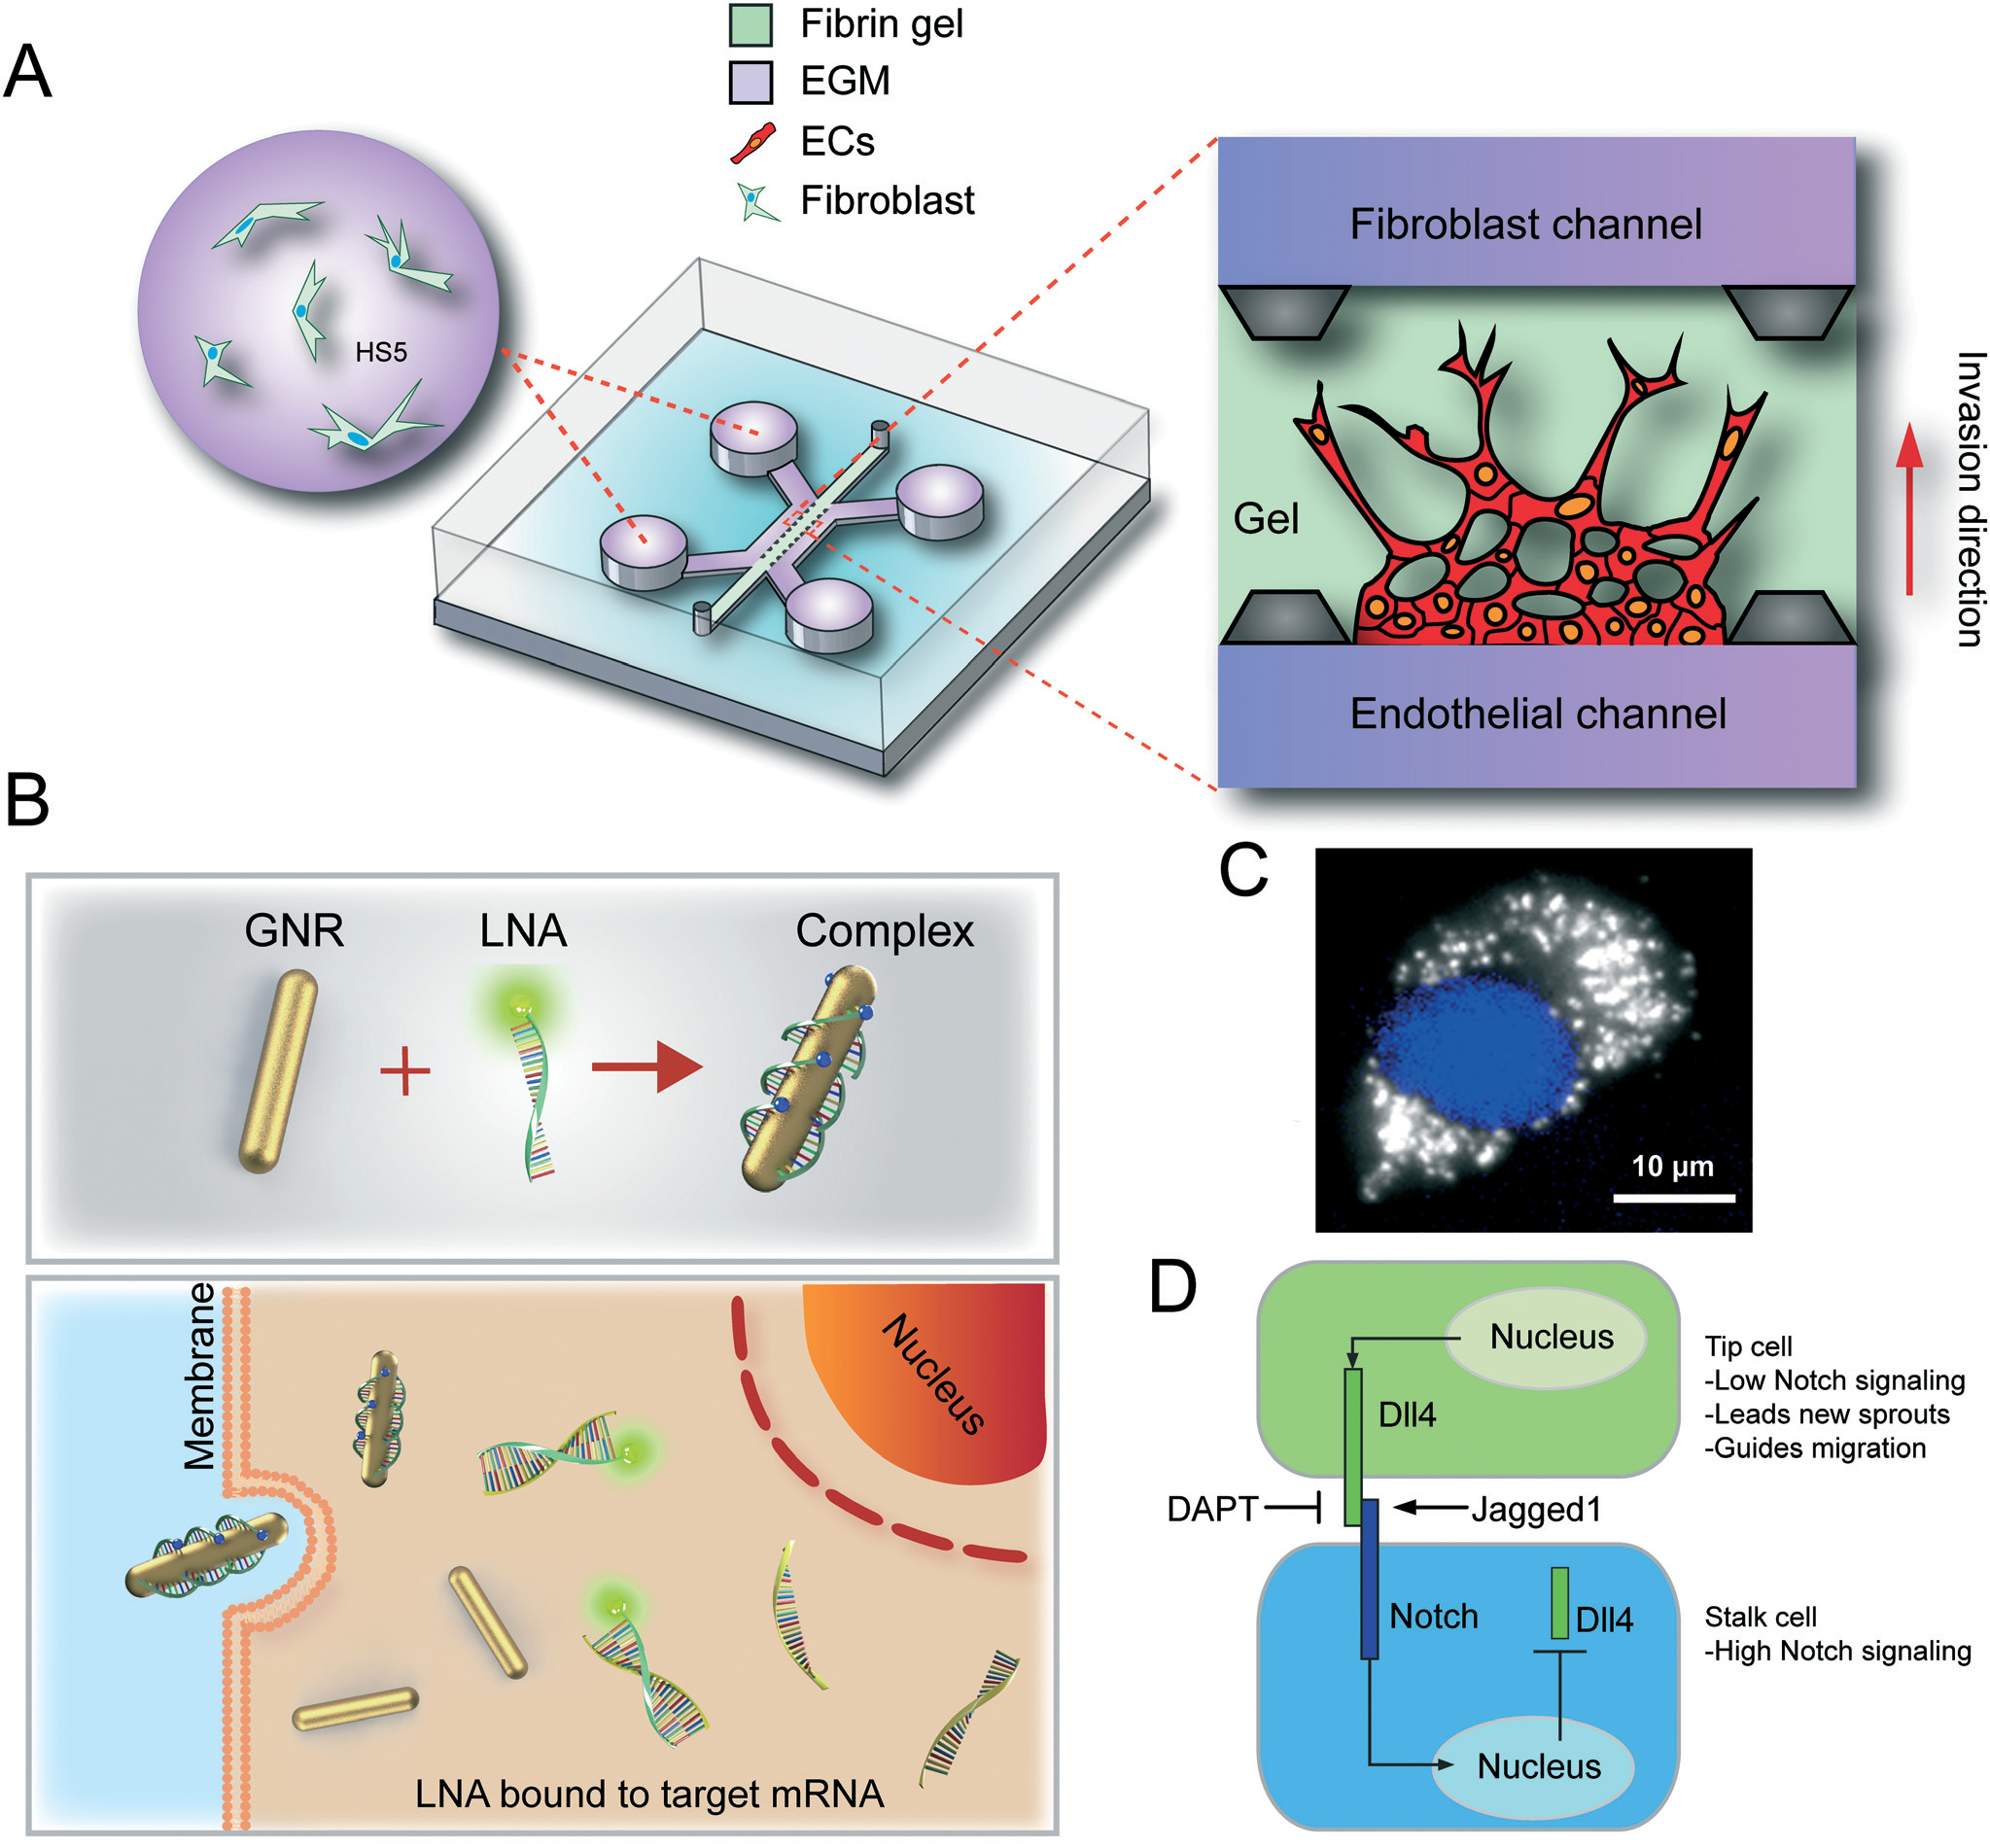 A
Fibrin gel
EGM
ECs
Fibroblast
HS5
Fibroblast channel
Gel
Endothelial channel
Invasion direction
B
GNR
LNA
Complex
Membrane
Nucleus
LNA bound to target mRNA
C
10 µm
D
Nucleus
Dll4
Tip cell
-Low Notch signaling
-Leads new sprouts
-Guides migration
DAPT
Jagged1
Notch
Dll4
Nucleus
Stalk cell
-High Notch signaling